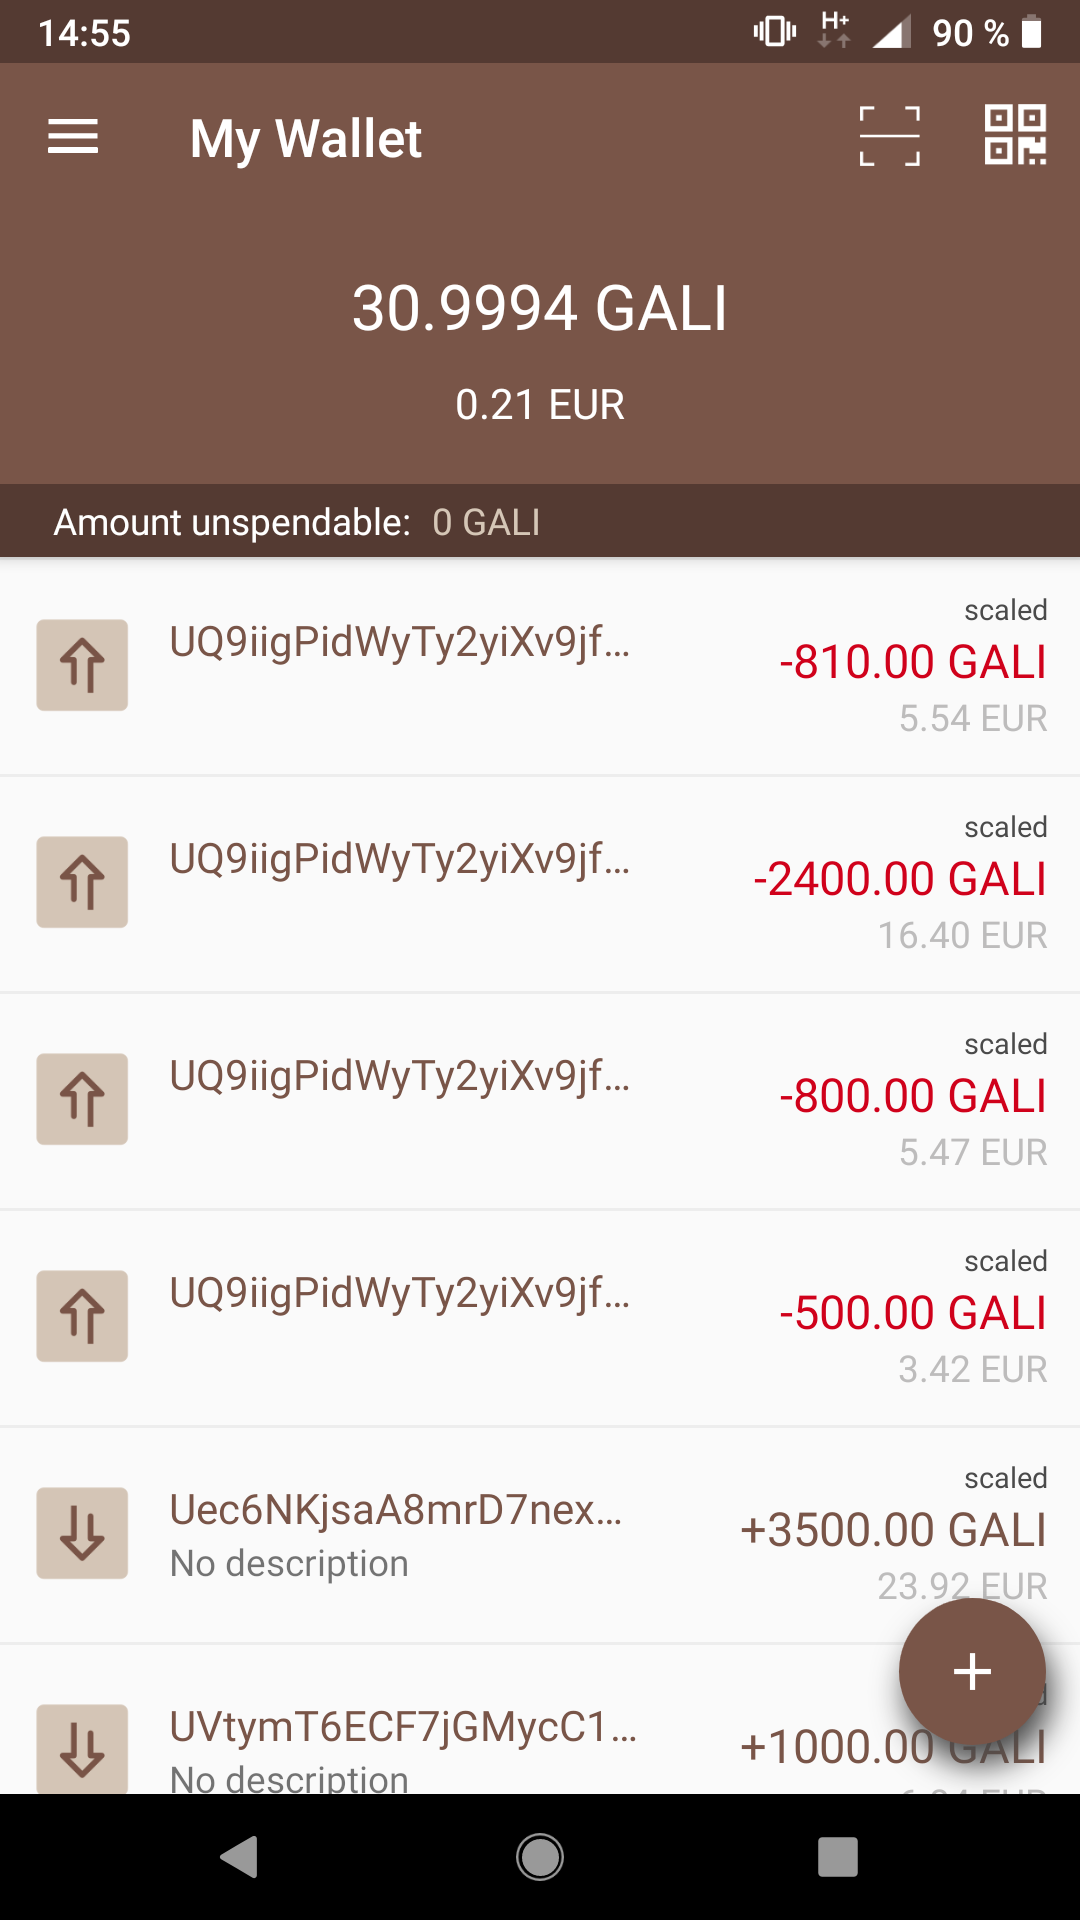 14:55 H+ 90 %
My Wallet
30.9994 GALI
0.21 EUR
Amount unspendable: 0 GALI
scaled
UQ9iigPidWyTy2yiXv9jf...
-810.00 GALI
5.54 EUR
scaled
UQ9iigPidWyTy2yiXv9jf...
-2400.00 GALI
16.40 EUR
scaled
UQ9iigPidWyTy2yiXv9jf...
-800.00 GALI
5.47 EUR
scaled
UQ9iigPidWyTy2yiXv9jf...
-500.00 GALI
3.42 EUR
scaled
Uec6NKjsaA8mrD7nex...
+3500.00 GALI
No description
23.92 EUR
UVtymT6ECF7jGMycC1...
+1000.00 GALI
No description